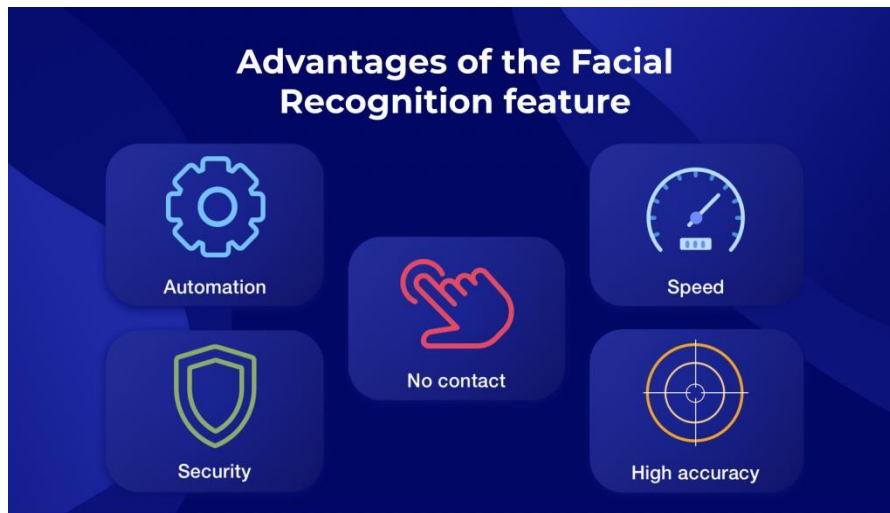 Advantages of the Facial
Recognition feature
Automation
Speed
No contact
Security
High accuracy